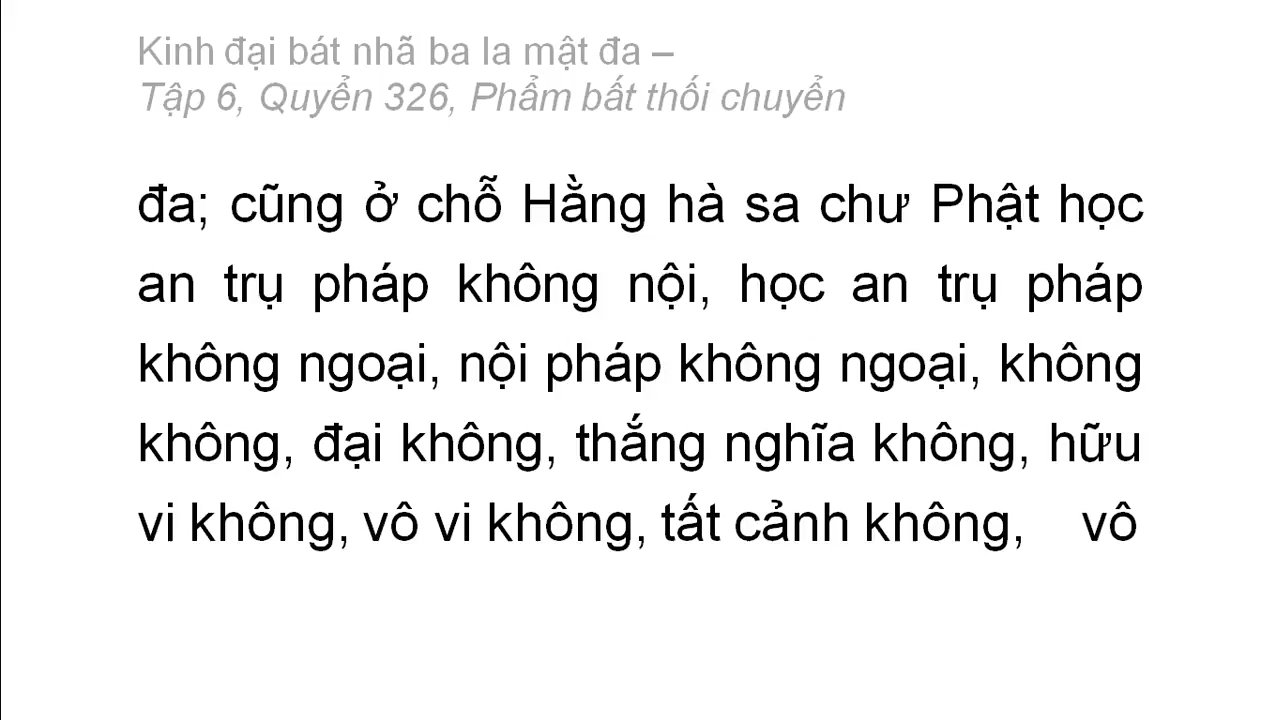 Kinh đại bát nhã ba la mật đa –
Tập 6, Quyển 326, Phẩm bất thối chuyển
đa; cũng ở chỗ Hằng hà sa chư Phật học
an trụ pháp không nội, học an trụ pháp
không ngoại, nội pháp không ngoại, không
không, đại không, thắng nghĩa không, hữu
vi không, vô vi không, tất cảnh không, vô